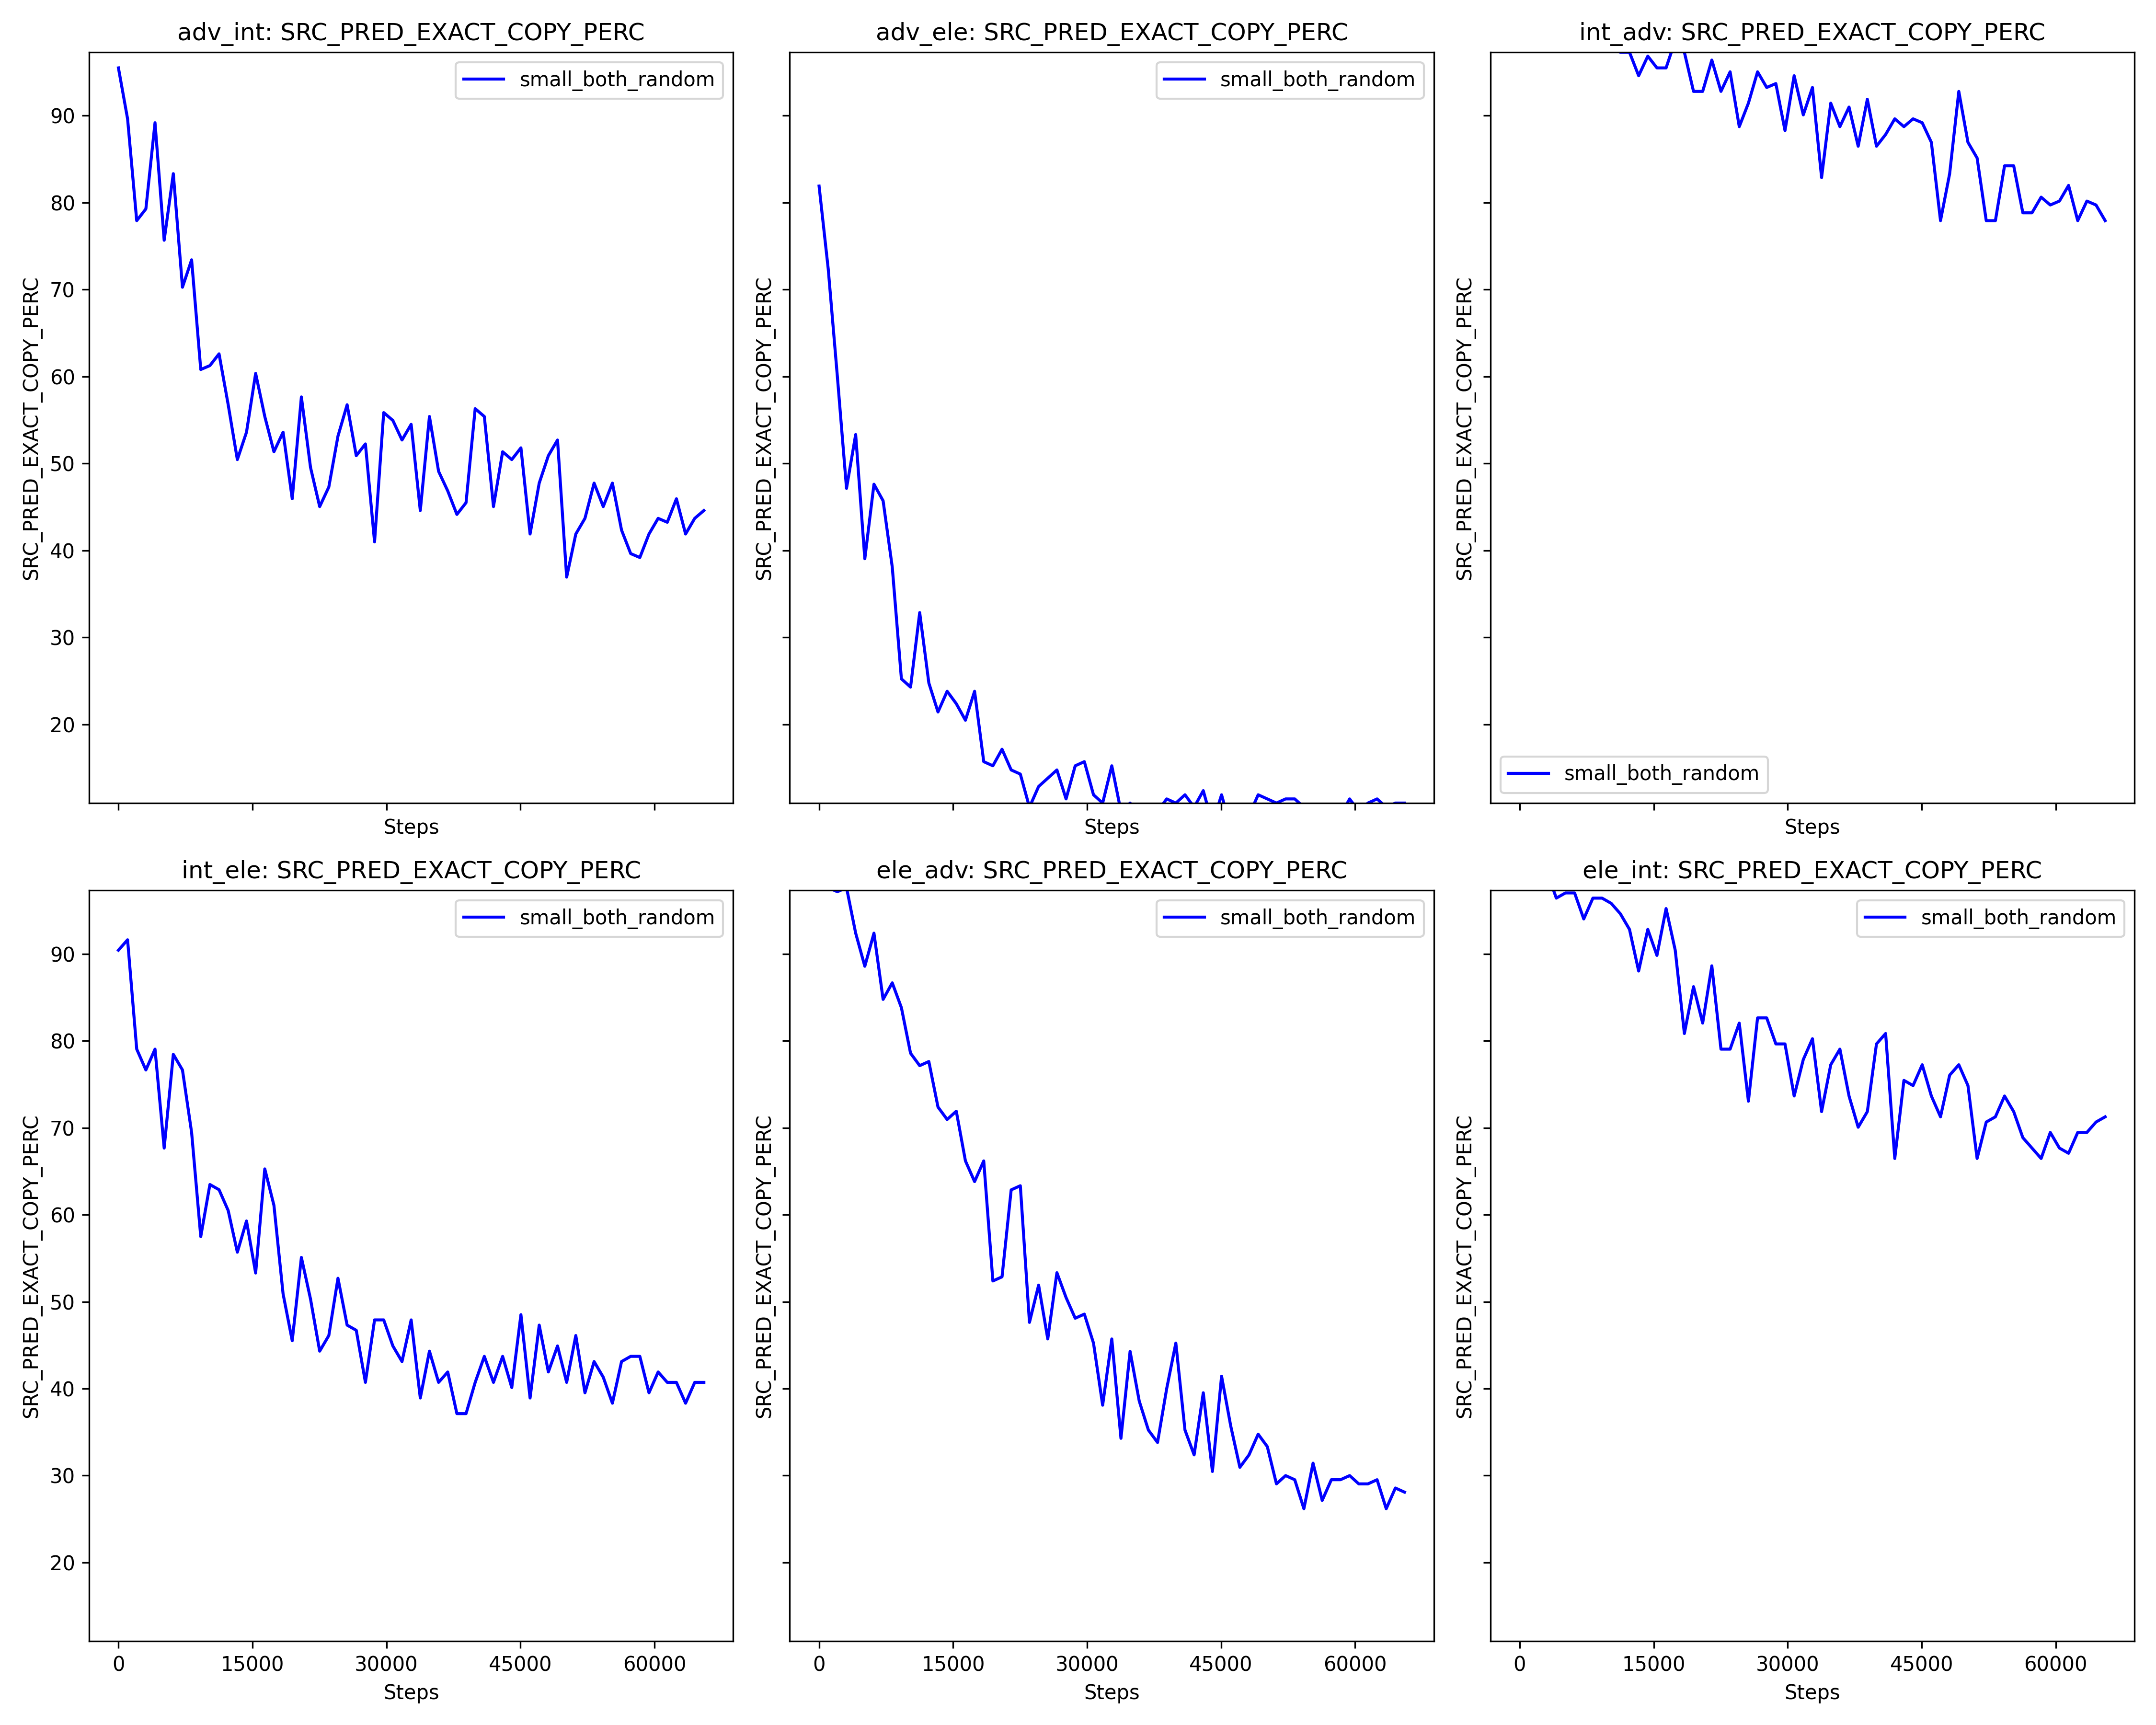 adv_int: SRC_PRED_EXACT_COPY_PERC
adv_ele: SRC_PRED_EXACT_COPY_PERC
int_adv: SRC_PRED_EXACT_COPY_PERC
SRC_PRED_EXACT_COPY_PERC
90
80
70
60
50
40
30
20
small_both_random
Steps
SRC_PRED_EXACT_COPY_PERC
small_both_random
Steps
SRC_PRED_EXACT_COPY_PERC
small_both_random
Steps
int_ele: SRC_PRED_EXACT_COPY_PERC
ele_adv: SRC_PRED_EXACT_COPY_PERC
ele_int: SRC_PRED_EXACT_COPY_PERC
SRC_PRED_EXACT_COPY_PERC
90
80
70
60
50
40
30
20
small_both_random
0 15000 30000 45000 60000
Steps
SRC_PRED_EXACT_COPY_PERC
small_both_random
0 15000 30000 45000 60000
Steps
SRC_PRED_EXACT_COPY_PERC
small_both_random
0 15000 30000 45000 60000
Steps